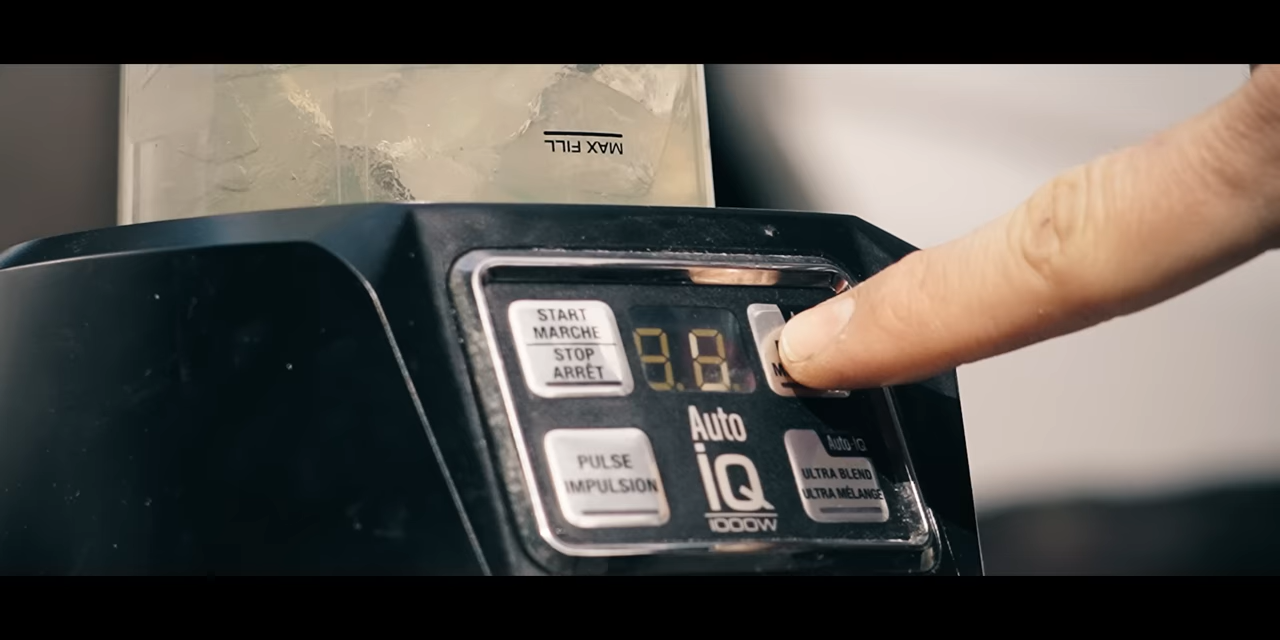 MAX FILL
START
MARCHE
STOP
ARRÊT
PULSE
IMPULSION
Auto
iQ
1000W
Auto-iQ
ULTRA BLEND
ULTRA MÉLANGE